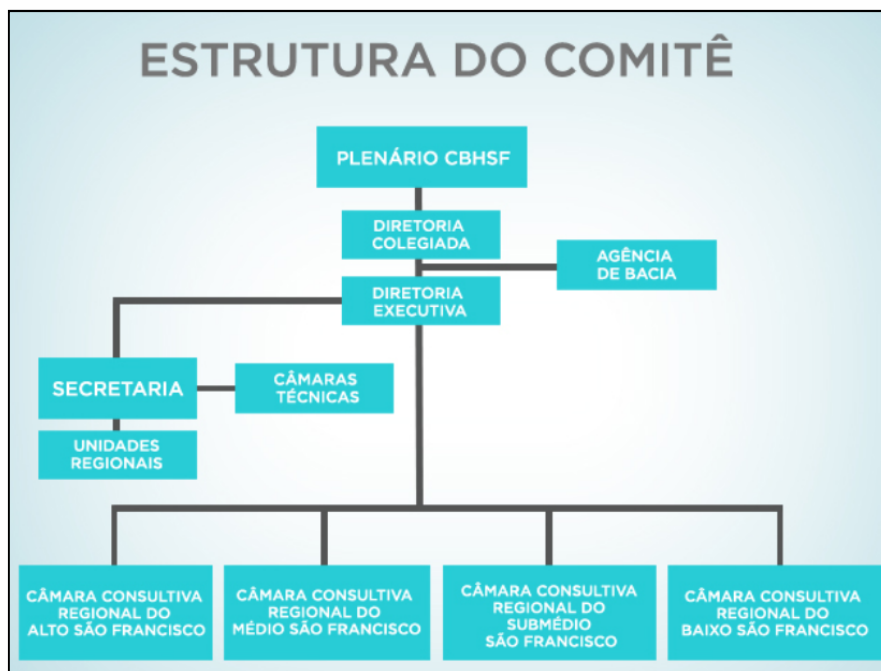 ESTRUTURA DO COMITÊ
PLENÁRIO CBHSF
DIRETORIA
COLEGIADA
AGÊNCIA
DE BACIA
DIRETORIA
EXECUTIVA
SECRETARIA
CÂMARAS
TÉCNICAS
UNIDADES
REGIONAIS
CÂMARA CONSULTIVA
REGIONAL DO
ALTO SÃO FRANCISCO
CÂMARA CONSULTIVA
REGIONAL DO
MÉDIO SÃO FRANCISCO
CÂMARA CONSULTIVA
REGIONAL DO
SUBMÉDIO
SÃO FRANCISCO
CÂMARA CONSULTIVA
REGIONAL DO
BAIXO SÃO FRANCISCO